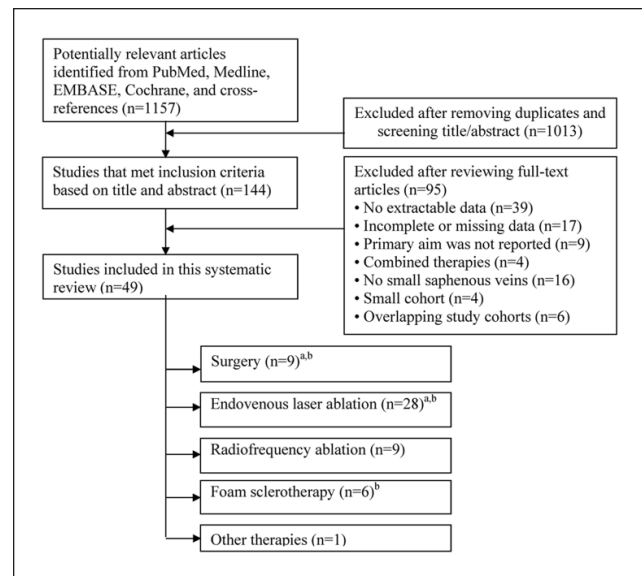 Potentially relevant articles
identified from PubMed, Medline,
EMBASE, Cochrane, and cross-
references (n=1157)
Excluded after removing duplicates and
screening title/abstract (n=1013)
Studies that met inclusion criteria
based on title and abstract (n=144)
Excluded after reviewing full-text
articles (n=95)
• No extractable data (n=39)
• Incomplete or missing data (n=17)
• Primary aim was not reported (n=9)
• Combined therapies (n=4)
• No small saphenous veins (n=16)
• Small cohort (n=4)
• Overlapping study cohorts (n=6)
Studies included in this systematic
review (n=49)
Surgery (n=9)a,b
Endovenous laser ablation (n=28)a,b
Radiofrequency ablation (n=9)
Foam sclerotherapy (n=6)b
Other therapies (n=1)